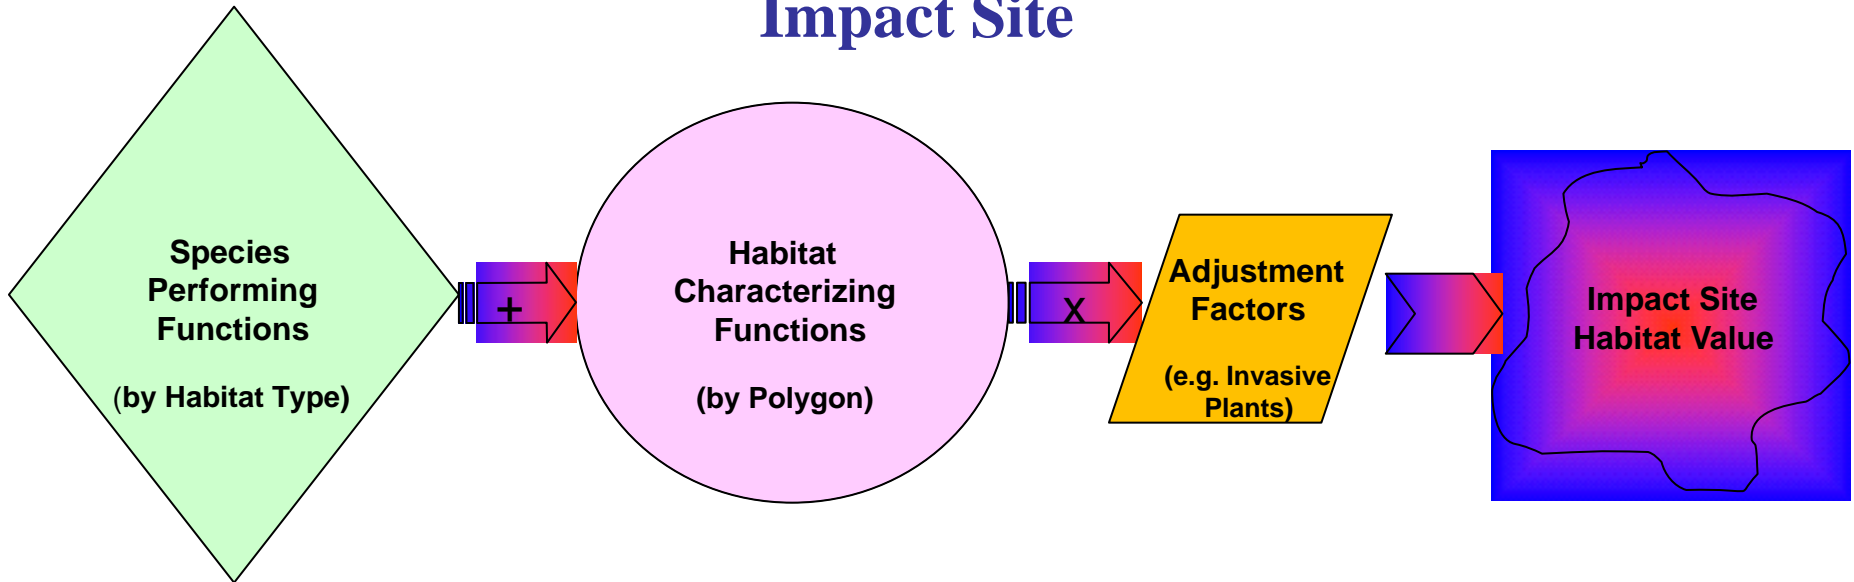 Impact Site
Species
Performing
Functions
(by Habitat Type)
+
Habitat
Characterizing
Functions
(by Polygon)
x
Adjustment
Factors
(e.g. Invasive
Plants)
Impact Site
Habitat Value